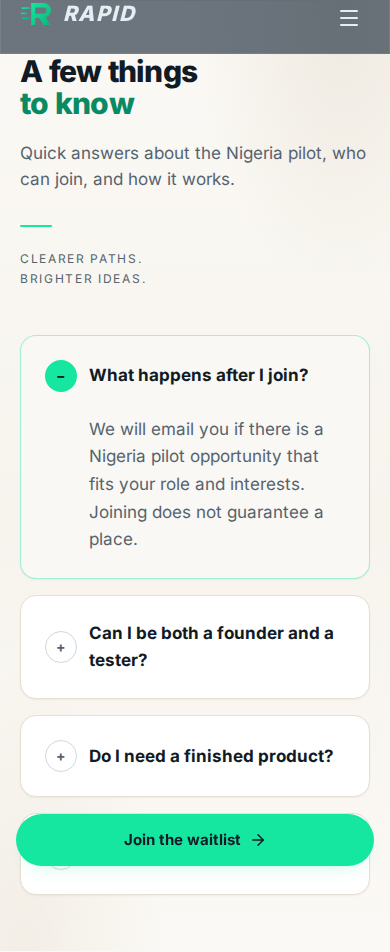 RAPID
A few things
to know
Quick answers about the Nigeria pilot, who
can join, and how it works.
CLEARER PATHS.
BRIGHTER IDEAS.
What happens after I join?
We will email you if there is a
Nigeria pilot opportunity that
fits your role and interests.
Joining does not guarantee a
place.
Can I be both a founder and a
tester?
Do I need a finished product?
Join the waitlist